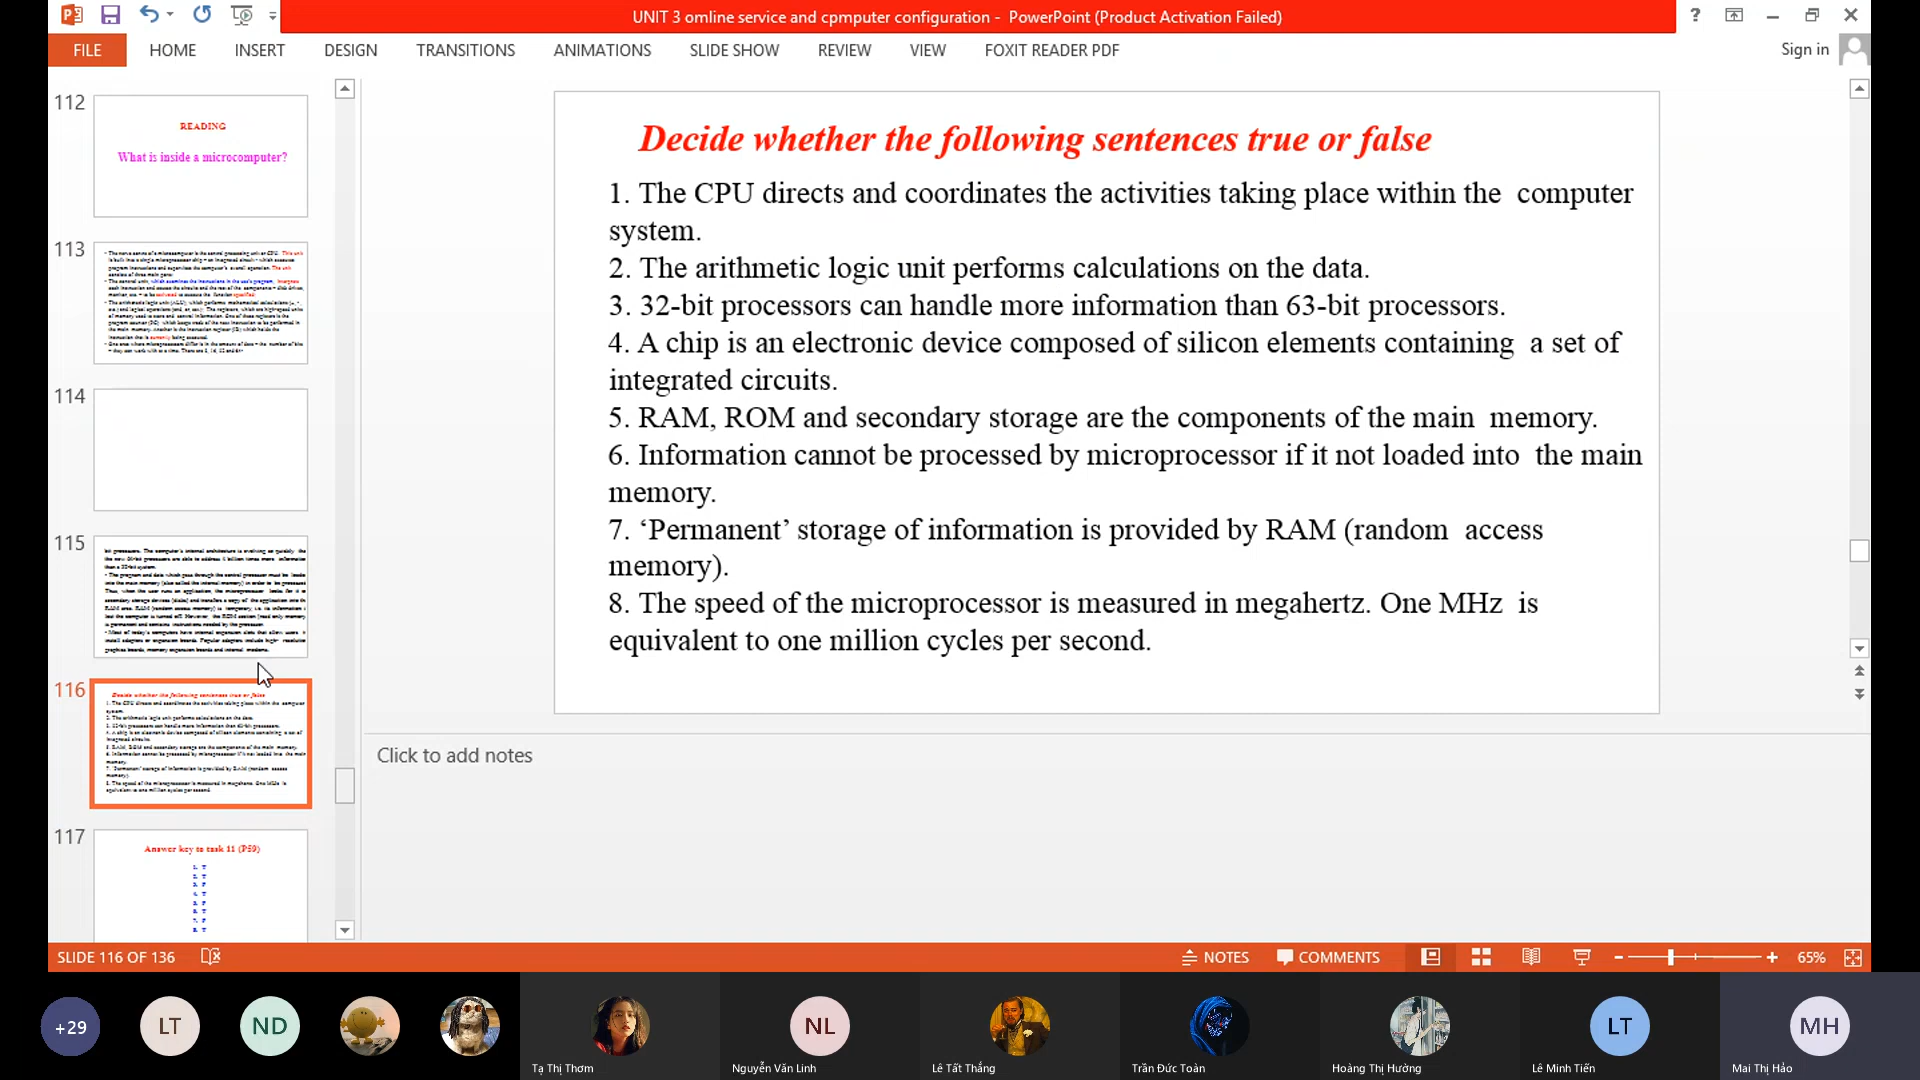 UNIT 3 omline service and cpmputer configuration - PowerPoint (Product Activation Failed)
?
FILE HOME INSERT DESIGN TRANSITIONS ANIMATIONS SLIDE SHOW REVIEW VIEW FOXIT READER PDF Sign in
112
READING
What is inside a microcomputer?
113
114
115
116
117
Answer key to task 11 (P59)
1. T
2. T
3. F
4. T
5. F
6. T
7. F
8. T
Decide whether the following sentences true or false
1. The CPU directs and coordinates the activities taking place within the computer
system.
2. The arithmetic logic unit performs calculations on the data.
3. 32-bit processors can handle more information than 63-bit processors.
4. A chip is an electronic device composed of silicon elements containing a set of
integrated circuits.
5. RAM, ROM and secondary storage are the components of the main memory.
6. Information cannot be processed by microprocessor if it not loaded into the main
memory.
7. ‘Permanent’ storage of information is provided by RAM (random access
memory).
8. The speed of the microprocessor is measured in megahertz. One MHz is
equivalent to one million cycles per second.
Click to add notes
SLIDE 116 OF 136 NOTES COMMENTS 65%
+29 LT ND NL LT MH
Tạ Thị Thơm Nguyễn Văn Linh Lê Tất Thắng Trần Đức Toàn Hoàng Thị Hường Lê Minh Tiến Mai Thị Hảo